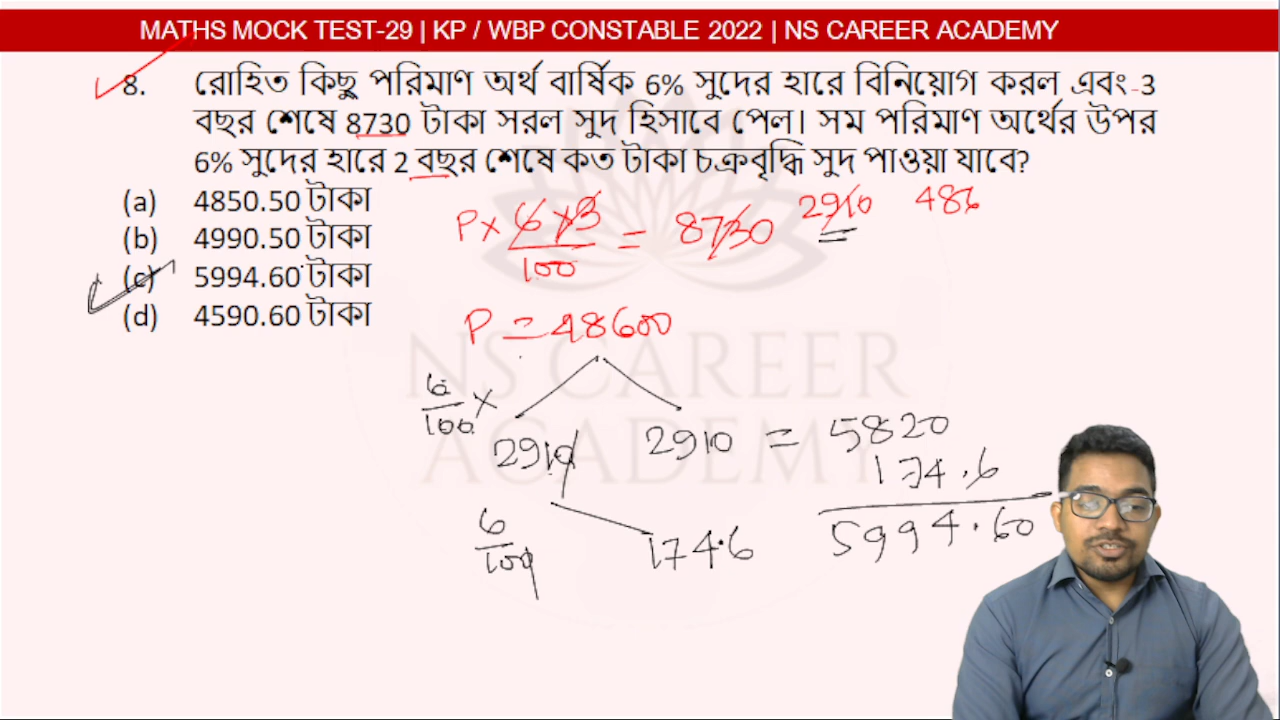 MATHS MOCK TEST-29 | KP / WBP CONSTABLE 2022 | NS CAREER ACADEMY
8. রোহিত কিছু পরিমাণ অর্থ বার্ষিক 6% সুদের হারে বিনিয়োগ করল এবং 3
বছর শেষে 8730 টাকা সরল সুদ হিসাবে পেল। সম পরিমাণ অর্থের উপর
6% সুদের হারে 2 বছর শেষে কত টাকা চক্রবৃদ্ধি সুদ পাওয়া যাবে?
(a) 4850.50 টাকা
(b) 4990.50 টাকা
(c) 5994.60 টাকা
(d) 4590.60 টাকা
P × 6 × 3 / 100 = 8730 2910 486
P = 48600
NS CAREER
ACADEMY
6/100 × 2910 2910 = 5820
174.6
6/100 174.6 5994.60